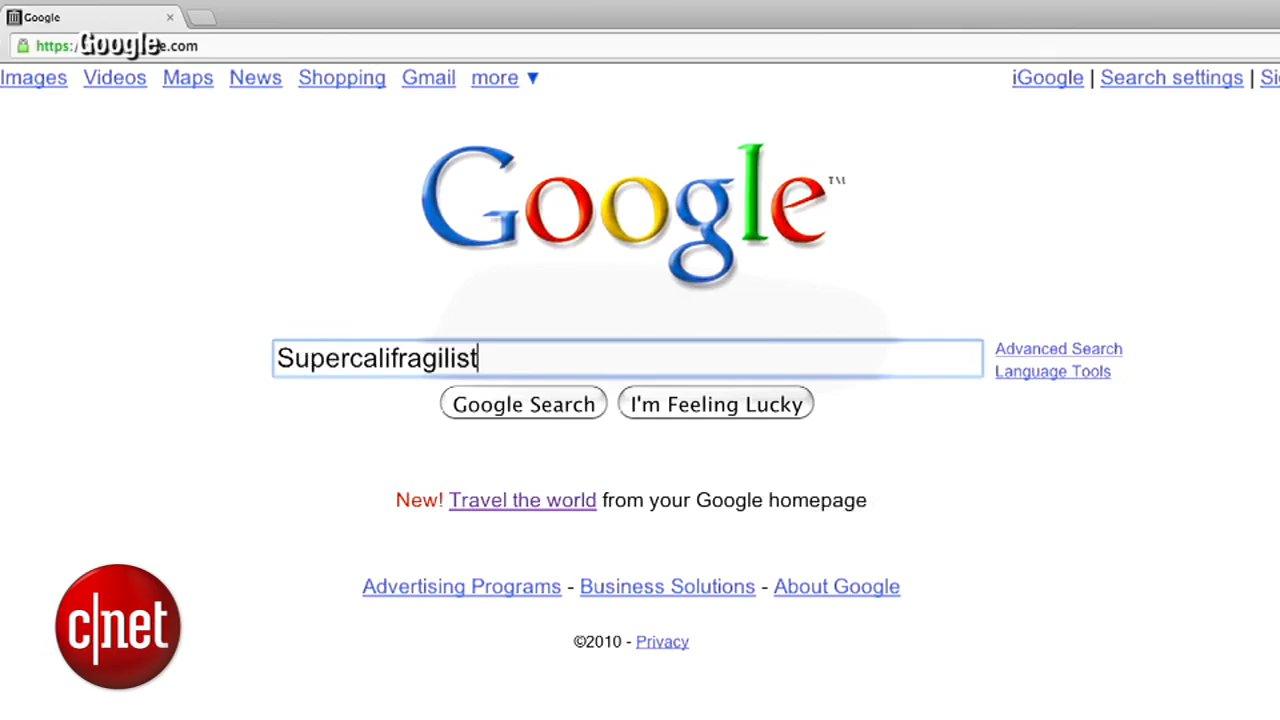 Google
https:/ Google e.com
Images Videos Maps News Shopping Gmail more ▼ iGoogle | Search settings | Si
Google™
Supercalifragilist
Advanced Search
Language Tools
Google Search I'm Feeling Lucky
New! Travel the world from your Google homepage
Advertising Programs - Business Solutions - About Google
©2010 - Privacy
c|net